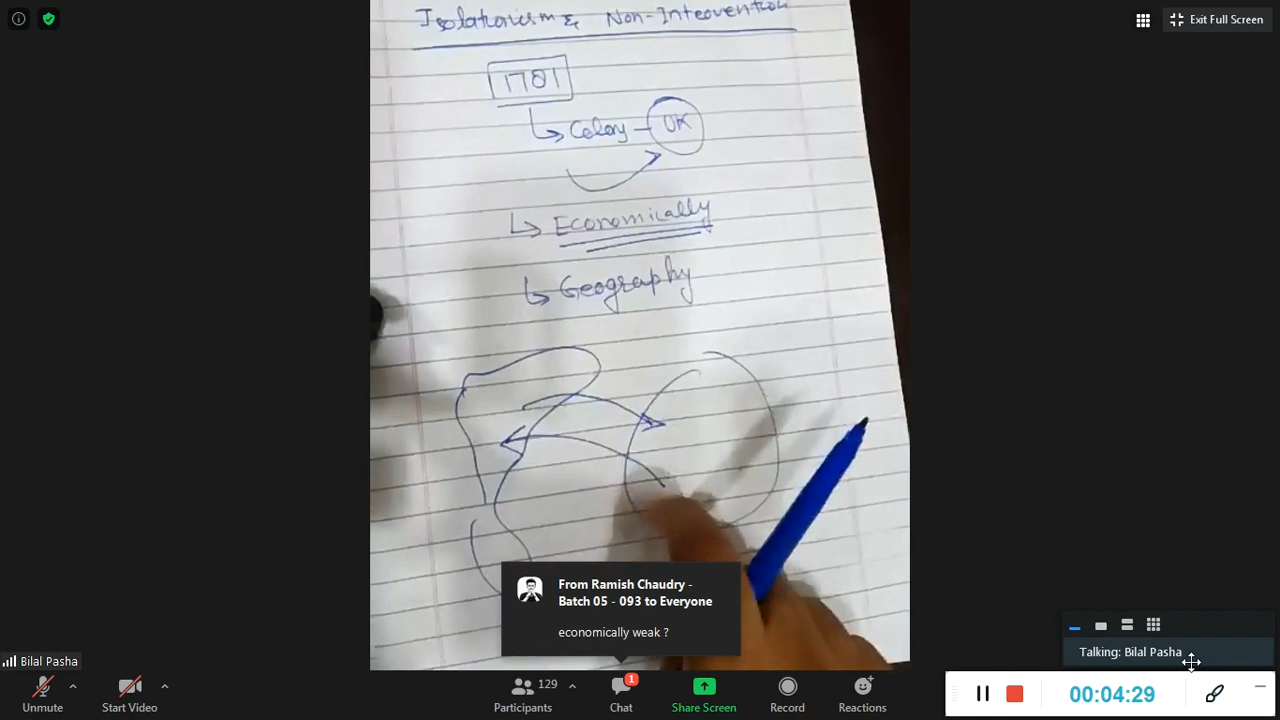 Exit Full Screen
Isolationism & Non-Intervention
1781
Colony - UK
Economically
Geography
From Ramish Chaudry -
Batch 05 - 093 to Everyone
economically weak ?
Talking: Bilal Pasha
Bilal Pasha
Unmute
Start Video
129
Participants
1
Chat
Share Screen
Record
Reactions
00:04:29